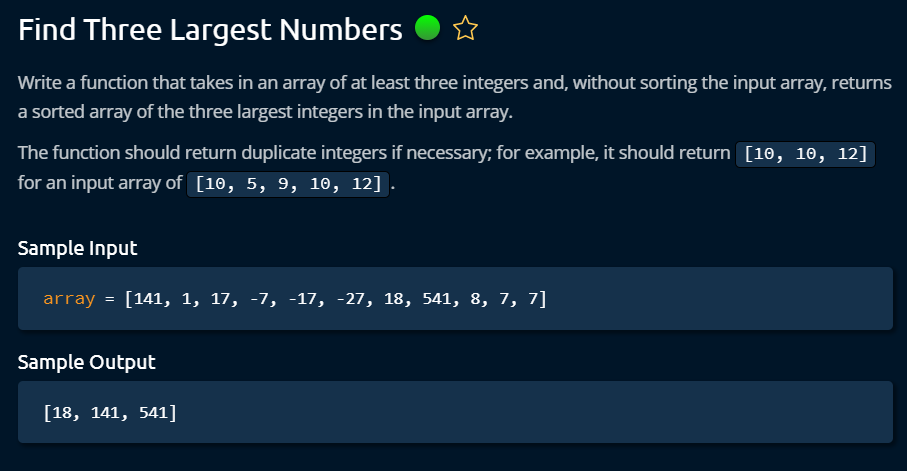 Find Three Largest Numbers
Write a function that takes in an array of at least three integers and, without sorting the input array, returns
a sorted array of the three largest integers in the input array.
The function should return duplicate integers if necessary; for example, it should return [10, 10, 12]
for an input array of [10, 5, 9, 10, 12].
Sample Input
array = [141, 1, 17, -7, -17, -27, 18, 541, 8, 7, 7]
Sample Output
[18, 141, 541]